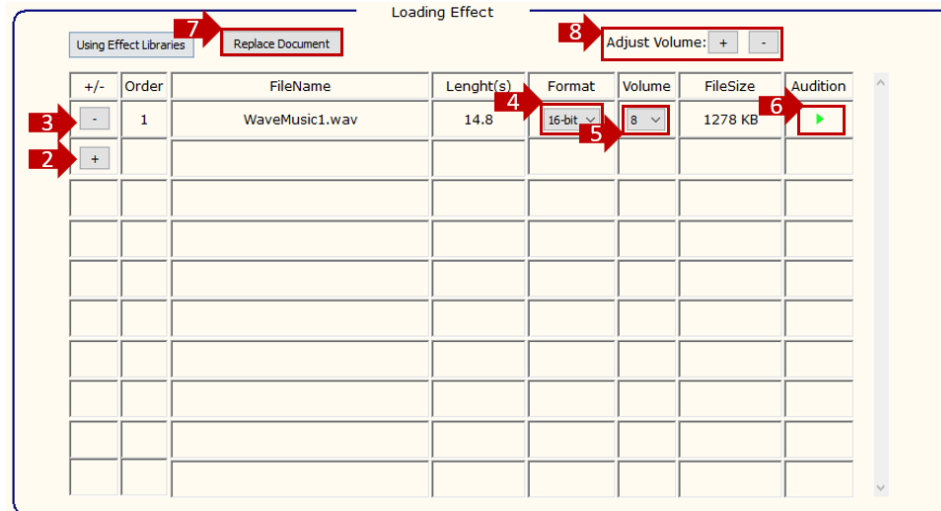 Loading Effect
7
8
Using Effect Libraries
Replace Document
Adjust Volume: + -
+/- Order FileName Lenght(s) Format Volume FileSize Audition
4
6
3
- 1 WaveMusic1.wav 14.8 16-bit 8 1278 KB
5
2
+